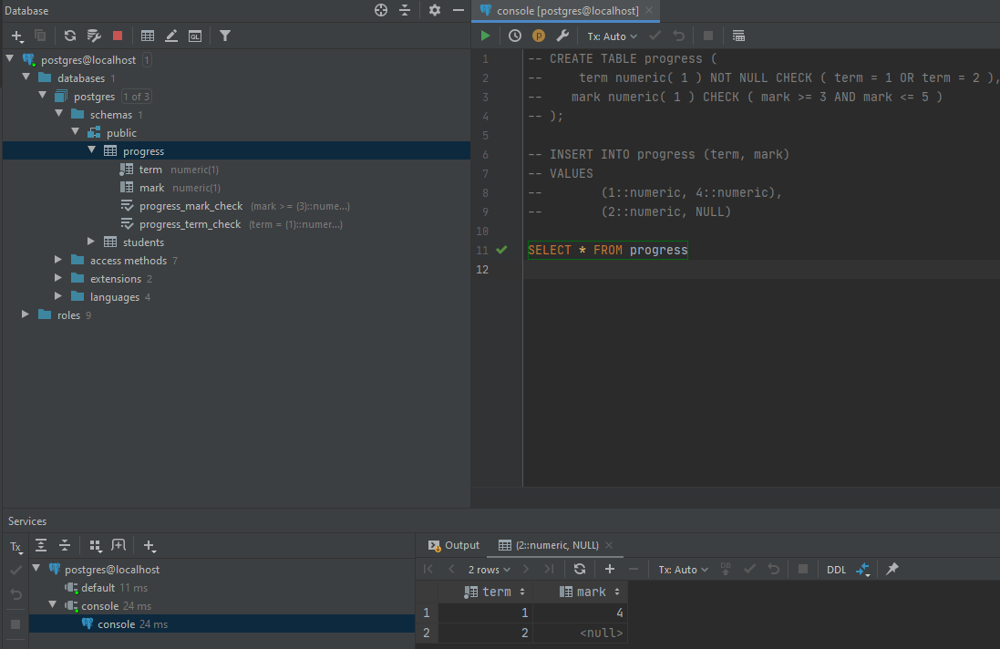 Database
postgres@localhost 1
databases 1
postgres 1 of 3
schemas 1
public
progress
term numeric(1)
mark numeric(1)
progress_mark_check (mark >= (3)::nume...)
progress_term_check (term = (1)::numer...)
students
access methods 7
extensions 2
languages 4
roles 9
console [postgres@localhost]
Tx: Auto
1 -- CREATE TABLE progress (
2 --     term numeric( 1 ) NOT NULL CHECK ( term = 1 OR term = 2 ),
3 --    mark numeric( 1 ) CHECK ( mark >= 3 AND mark <= 5 )
4 -- );
5
6 -- INSERT INTO progress (term, mark)
7 -- VALUES
8 --        (1::numeric, 4::numeric),
9 --        (2::numeric, NULL)
10
11 SELECT * FROM progress
12
Services
Tx
postgres@localhost
default 11 ms
console 24 ms
console 24 ms
Output (2::numeric, NULL)
2 rows Tx: Auto DB DDL
term mark
1 1 4
2 2 <null>